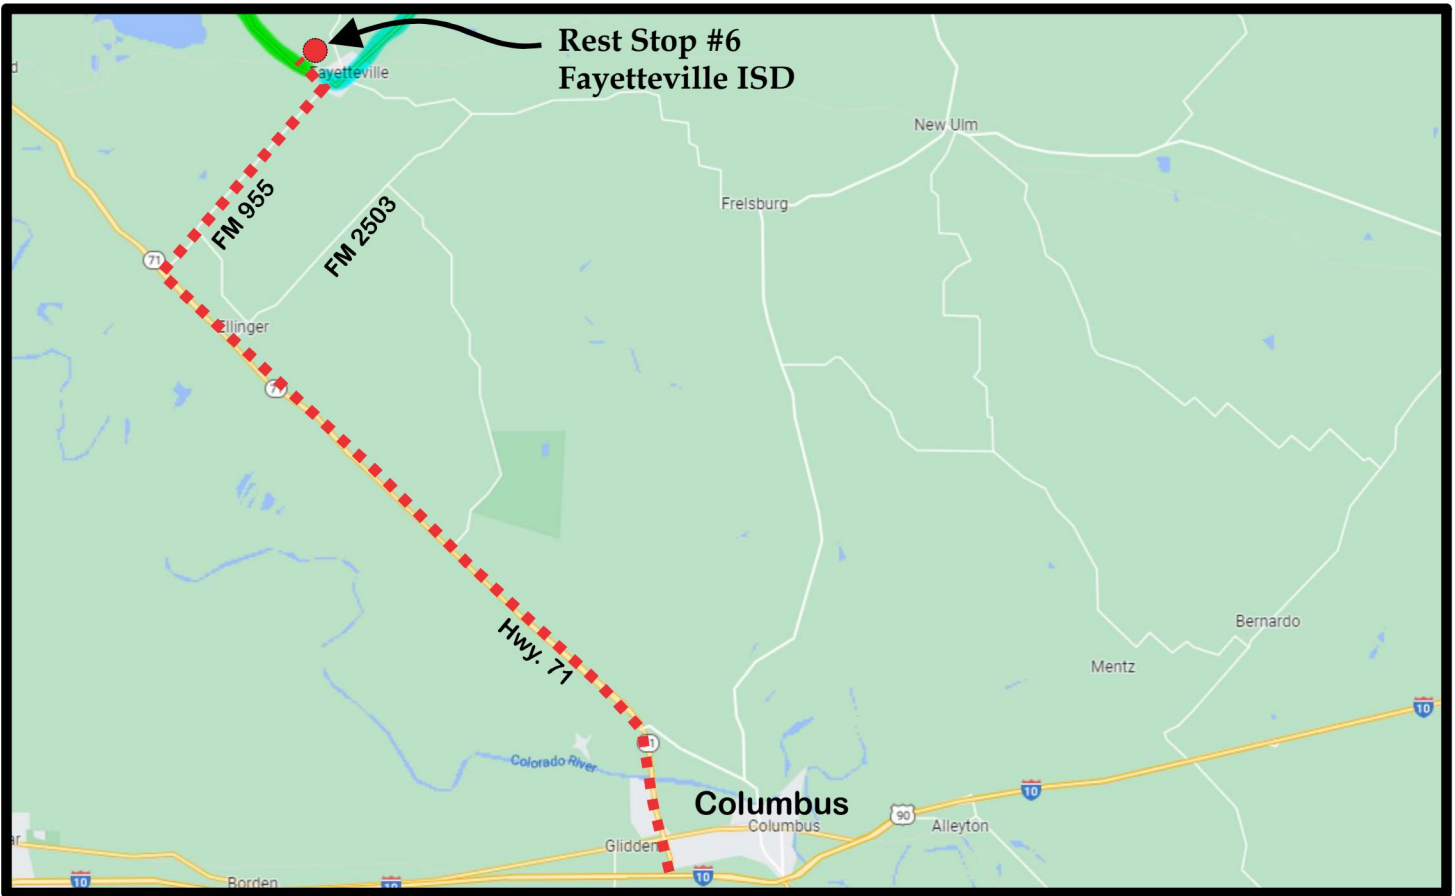 Rest Stop #6
Fayetteville ISD
d
Fayetteville
New Ulm
Frelsburg
FM 955
FM 2503
71
Ellinger
71
Hwy. 71
Bernardo
Mentz
10
71
Colorado River
10
Columbus
Columbus
90
Alleyton
ar
Glidden
10
Borden
10
10